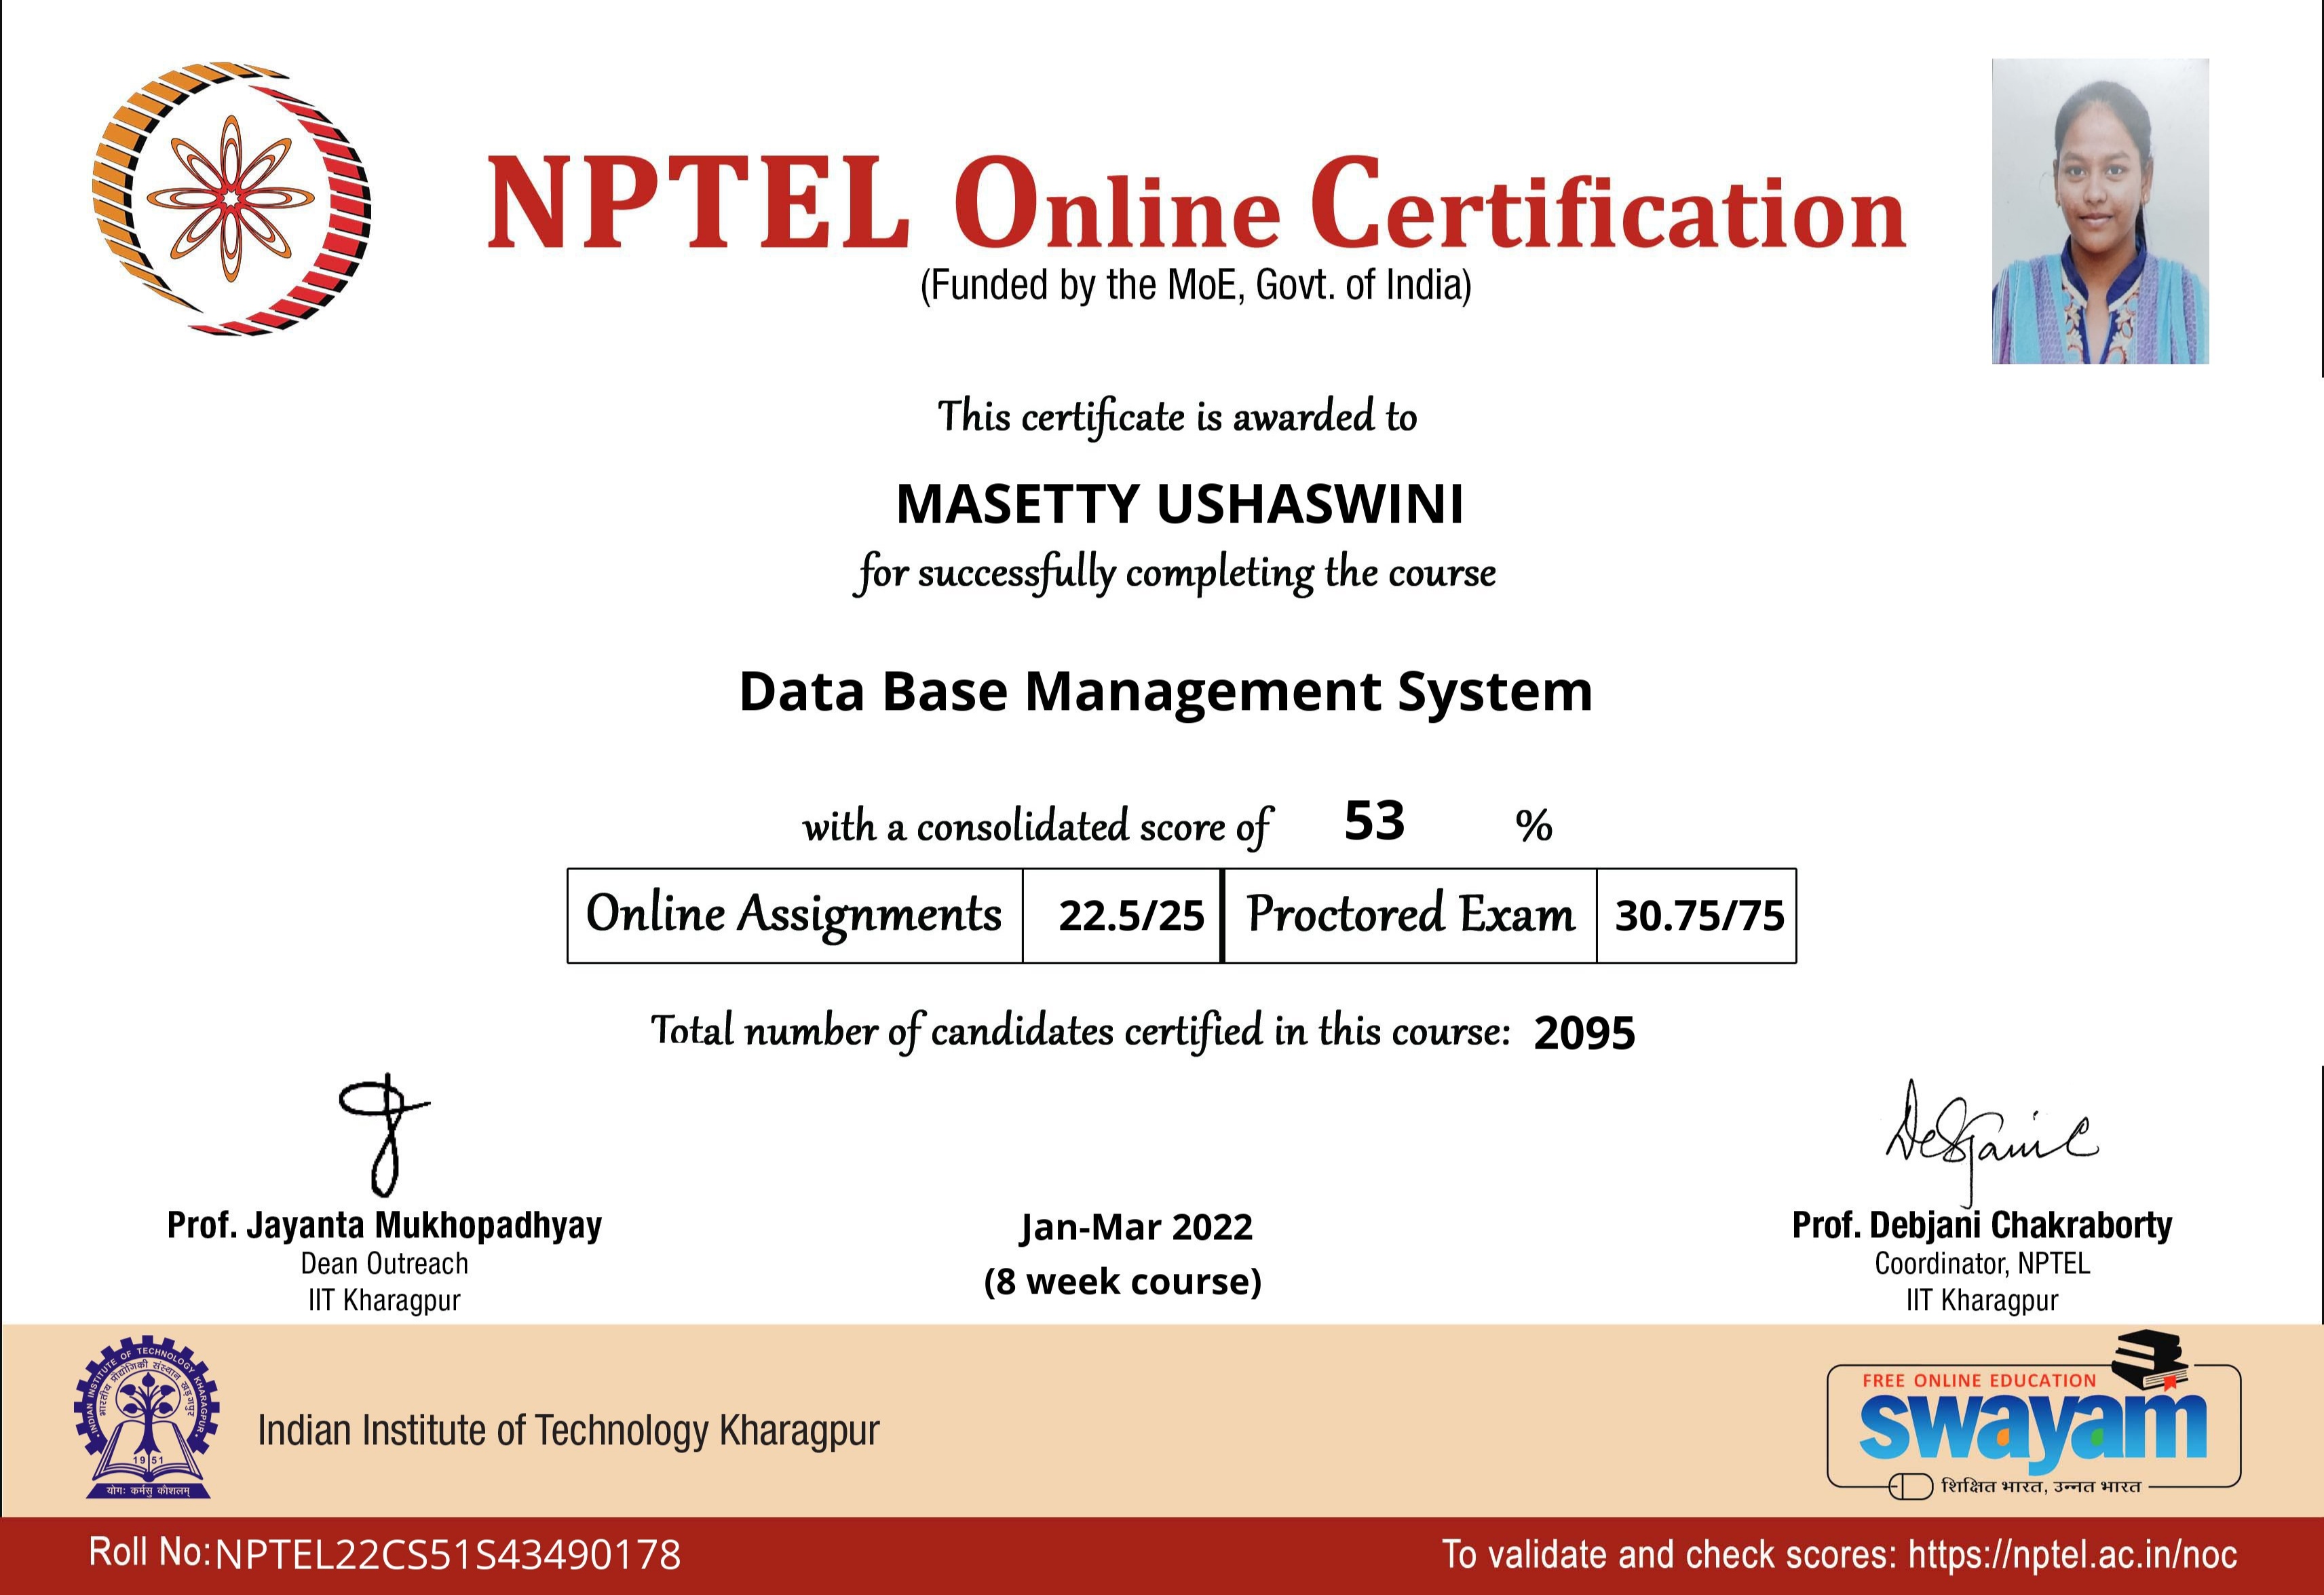 NPTEL Online Certification
(Funded by the MoE, Govt. of India)
This certificate is awarded to
MASETTY USHASWINI
for successfully completing the course
Data Base Management System
with a consolidated score of 53 %
Online Assignments 22.5/25 Proctored Exam 30.75/75
Total number of candidates certified in this course: 2095
Debjani C
Prof. Jayanta Mukhopadhyay
Dean Outreach
IIT Kharagpur
Jan-Mar 2022
(8 week course)
Prof. Debjani Chakraborty
Coordinator, NPTEL
IIT Kharagpur
INDIAN INSTITUTE OF TECHNOLOGY KHARAGPUR
भारतीय प्रौद्योगिकी संस्थान खड़गपुर
1951
योगः कर्मसु कौशलम्
Indian Institute of Technology Kharagpur
FREE ONLINE EDUCATION
swayam
शिक्षित भारत, उन्नत भारत
Roll No:NPTEL22CS51S43490178
To validate and check scores: https://nptel.ac.in/noc